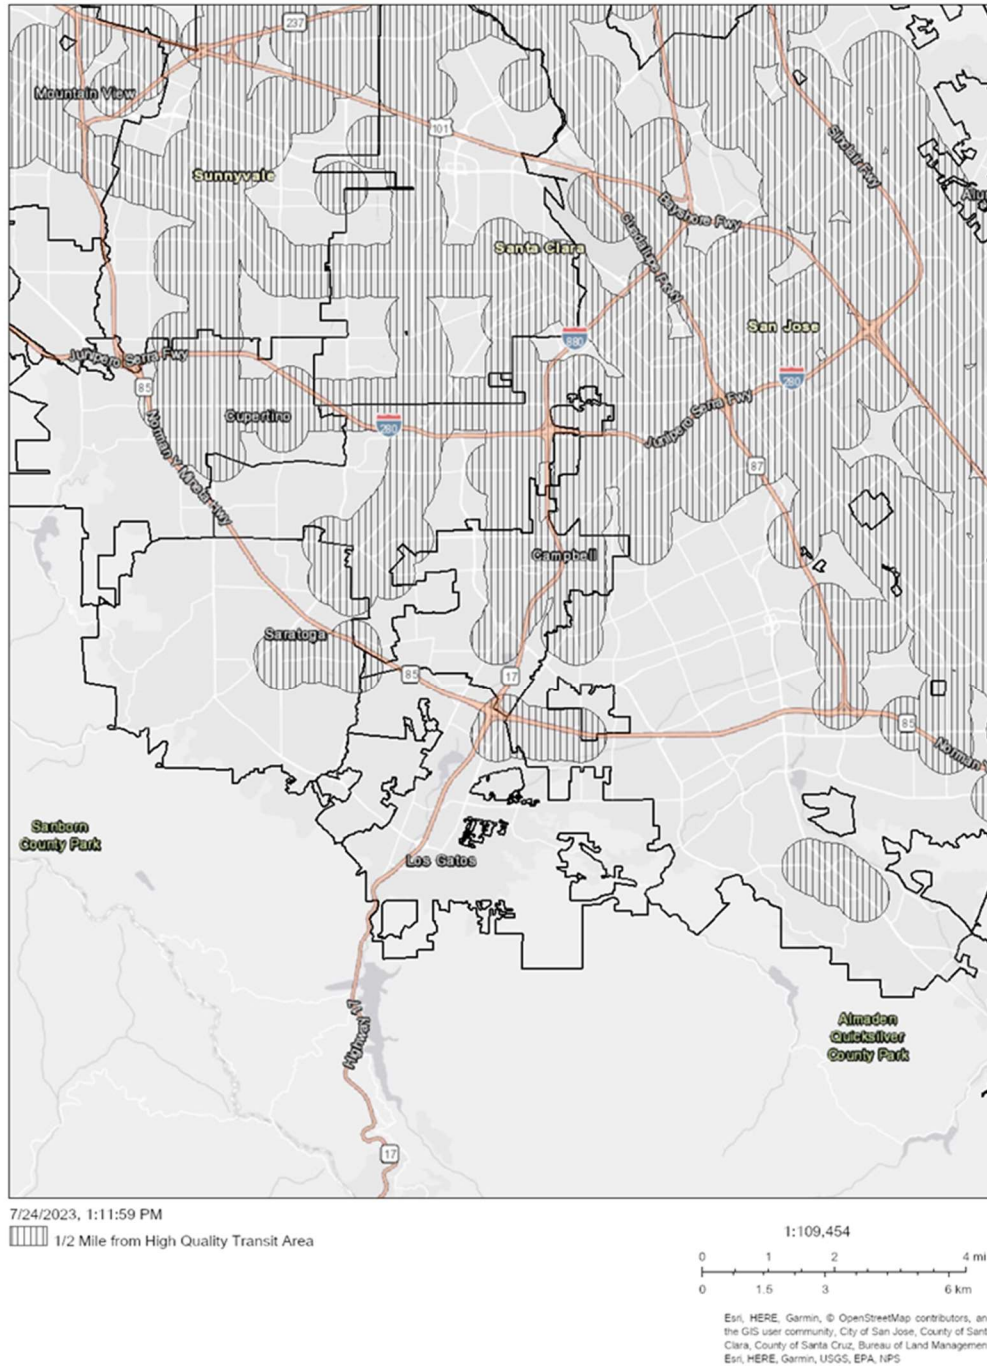 237
Mountain View
101
Sinclair Fwy
Sunnyvale
Bayshore Fwy
Guadalupe Pkwy
Santa Clara
San Jose
880
Junipero Serra Fwy
85
280
Cupertino
280
Junipero Serra Fwy
Norman Y Mineta Hwy
87
Campbell
Saratoga
85
17
85
Norman Y
Sanborn
County Park
Los Gatos
Almaden
Quicksilver
County Park
Highway 17
17
7/24/2023, 1:11:59 PM
1/2 Mile from High Quality Transit Area
1:109,454
0 1 2 4 mi
0 1.5 3 6 km
Esri, HERE, Garmin, © OpenStreetMap contributors, an
the GIS user community, City of San Jose, County of Sant
Clara, County of Santa Cruz, Bureau of Land Managemen
Esri, HERE, Garmin, USGS, EPA, NPS